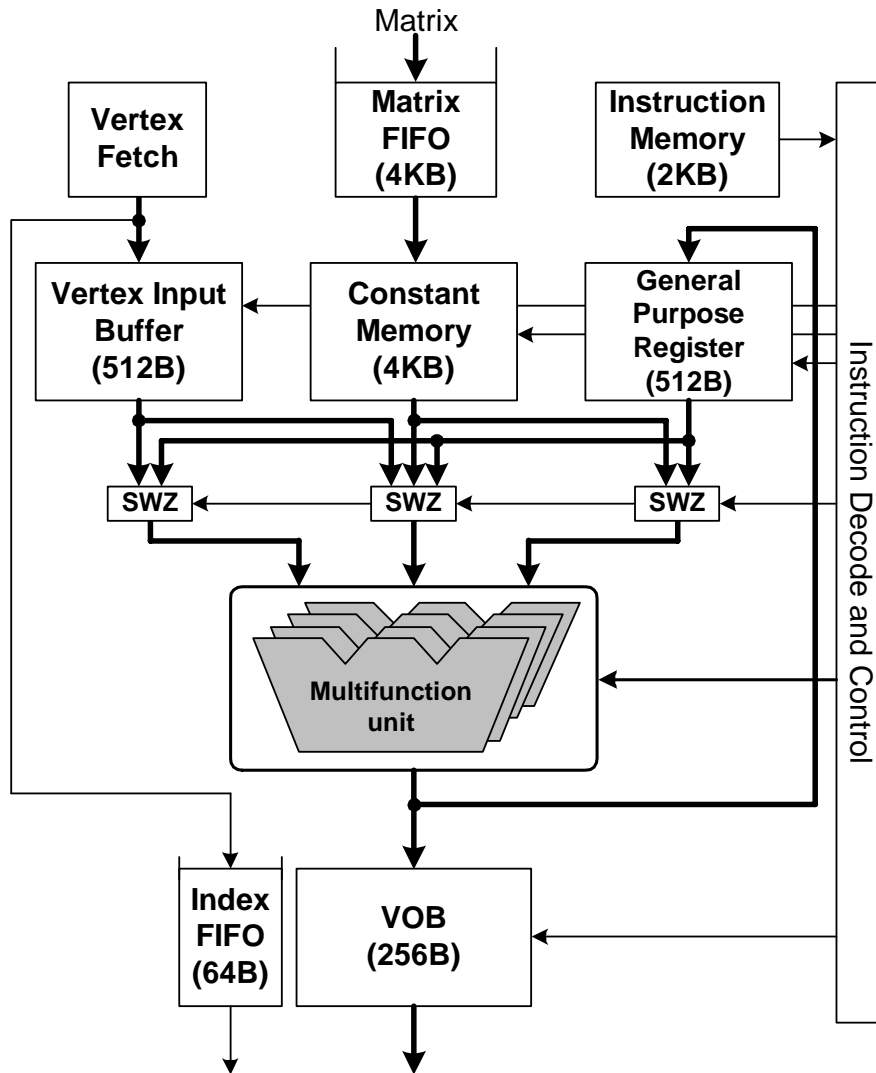 Matrix
Vertex
Fetch
Matrix
FIFO
(4KB)
Instruction
Memory
(2KB)
Vertex Input
Buffer
(512B)
Constant
Memory
(4KB)
General
Purpose
Register
(512B)
Instruction Decode and Control
SWZ
SWZ
SWZ
Multifunction
unit
Index
FIFO
(64B)
VOB
(256B)